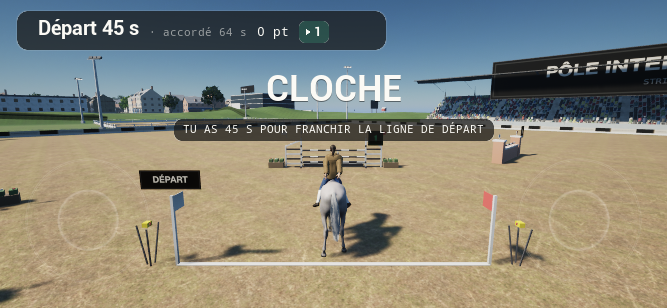 Départ 45 s · accordé 64 s 0 pt ▸1
PÔLE INTER
STRI
CLOCHE
TU AS 45 S POUR FRANCHIR LA LIGNE DE DÉPART
DÉPART